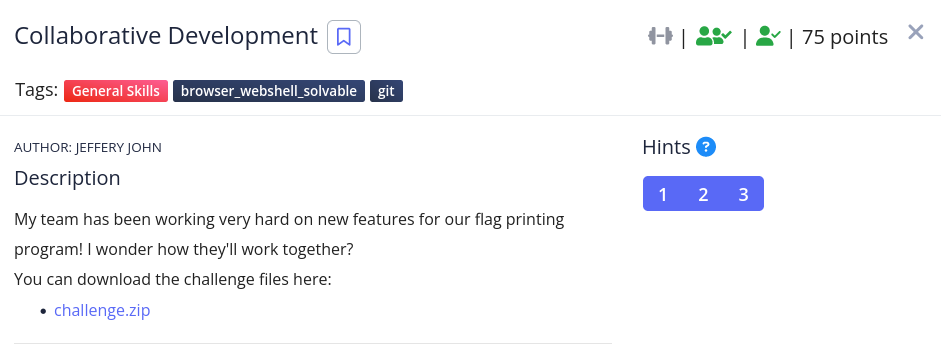 Collaborative Development
| | | 75 points
Tags: General Skills browser_webshell_solvable git
AUTHOR: JEFFERY JOHN
Description
My team has been working very hard on new features for our flag printing
program! I wonder how they'll work together?
You can download the challenge files here:
• challenge.zip
Hints ?
1 2 3